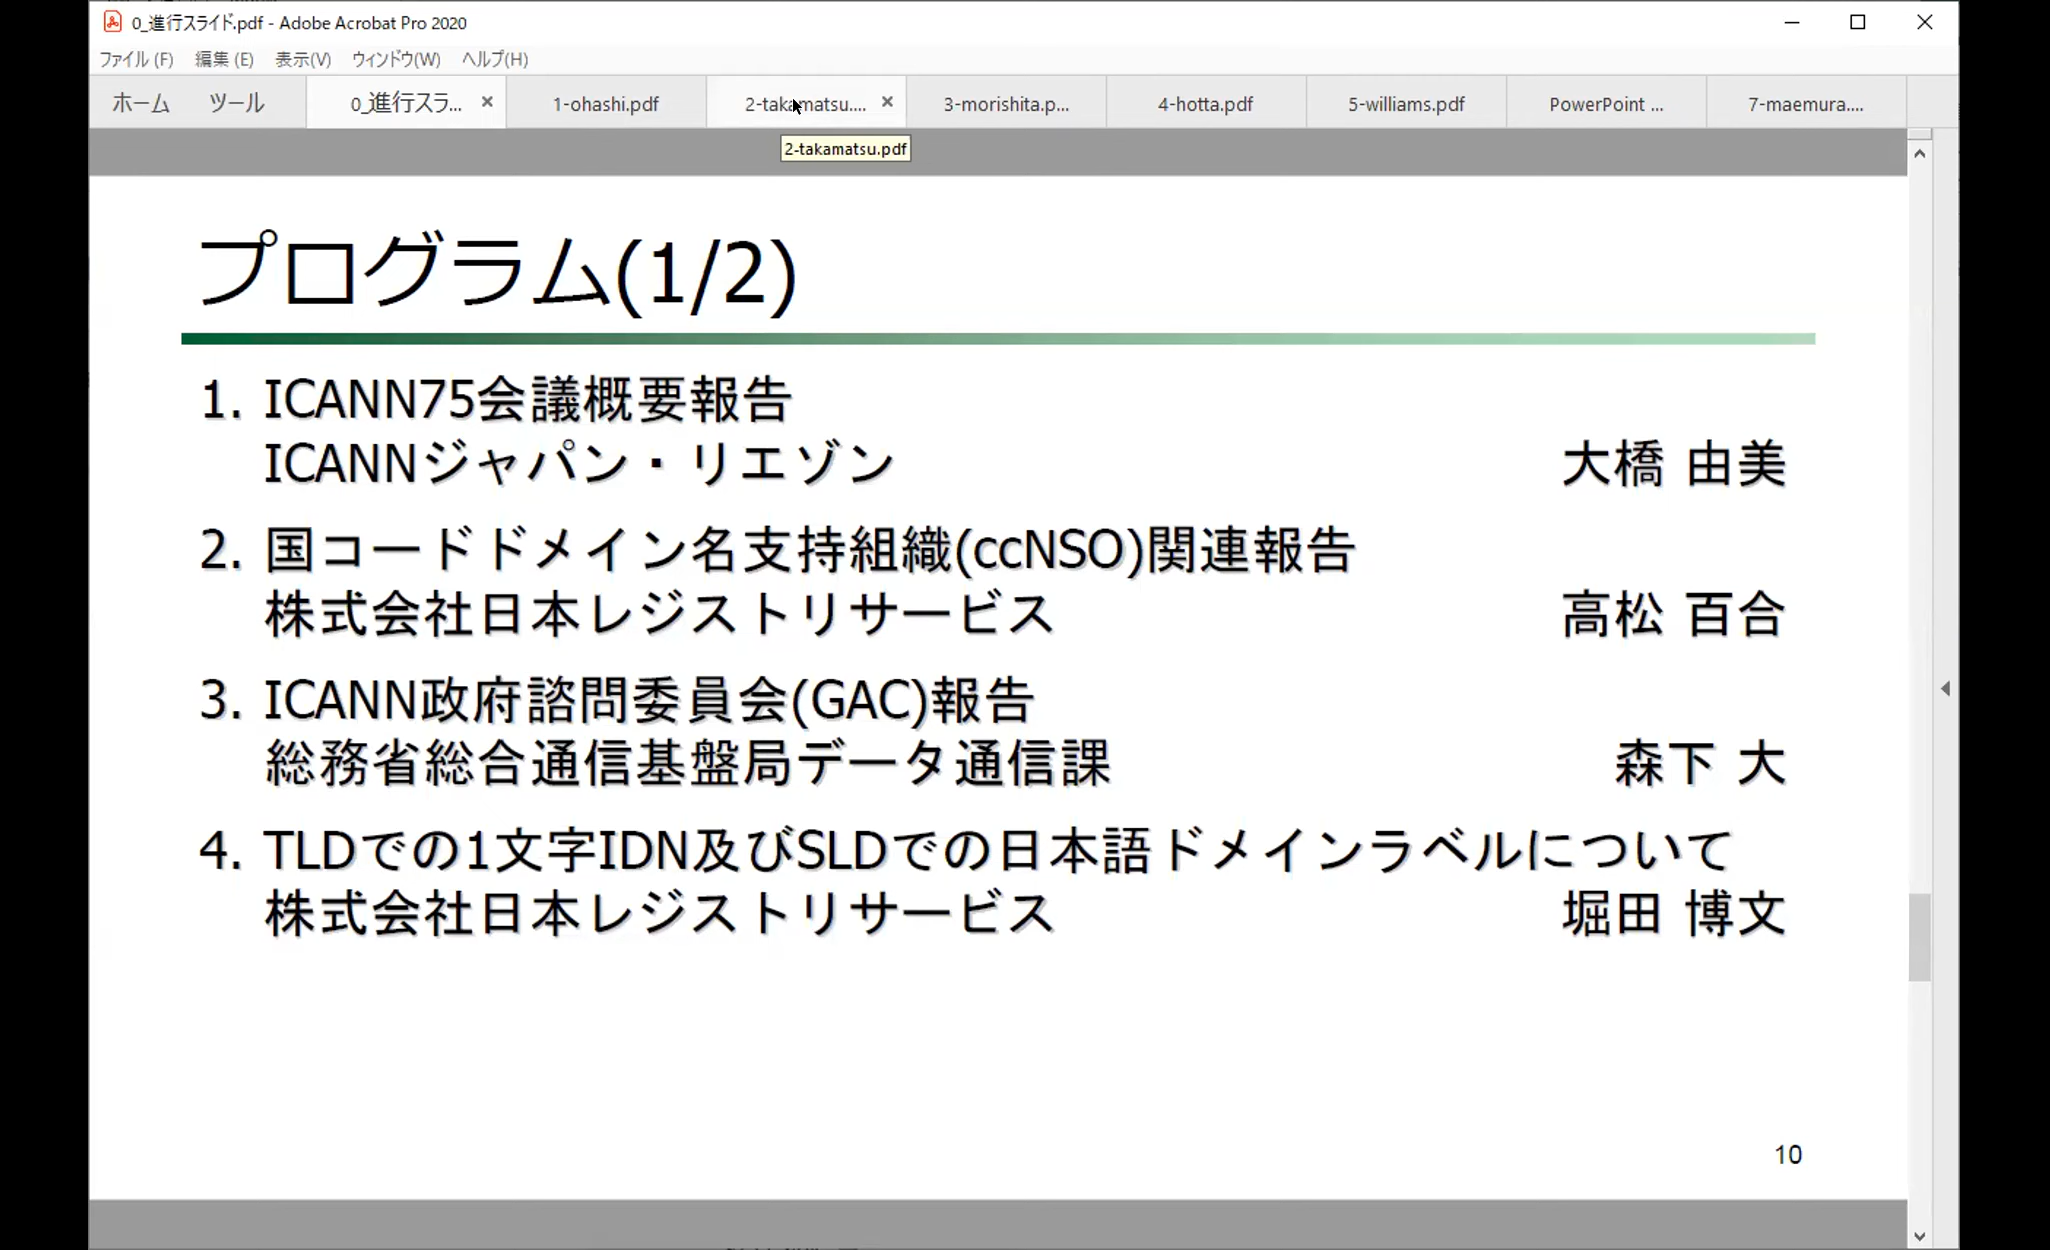 0_進行スライド.pdf - Adobe Acrobat Pro 2020
ファイル (F) 編集 (E) 表示(V) ウィンドウ(W) ヘルプ(H)
ホーム ツール 0_進行スラ... 1-ohashi.pdf 2-takamatsu.... 3-morishita.p... 4-hotta.pdf 5-williams.pdf PowerPoint ... 7-maemura....
2-takamatsu.pdf
プログラム(1/2)
1. ICANN75会議概要報告
ICANNジャパン・リエゾン 大橋 由美
2. 国コードドメイン名支持組織(ccNSO)関連報告
株式会社日本レジストリサービス 高松 百合
3. ICANN政府諮問委員会(GAC)報告
総務省総合通信基盤局データ通信課 森下 大
4. TLDでの1文字IDN及びSLDでの日本語ドメインラベルについて
株式会社日本レジストリサービス 堀田 博文
10